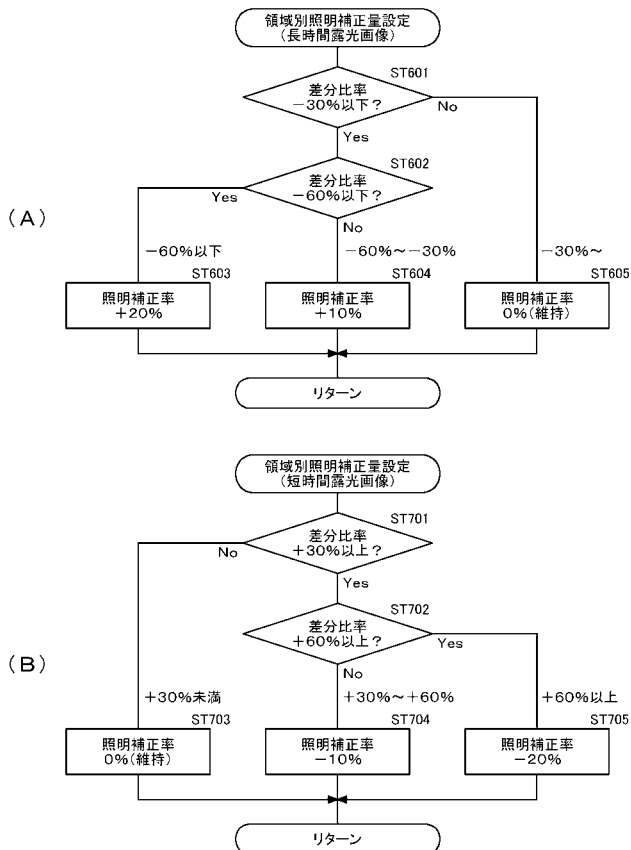 (A)
領域別照明補正量設定
(長時間露光画像)
ST601
差分比率
−30%以下?
No
Yes
ST602
差分比率
−60%以下?
Yes
No
−60%以下
−60%〜−30%
−30%〜
ST603
ST604
ST605
照明補正率
+20%
照明補正率
+10%
照明補正率
0%(維持)
リターン
(B)
領域別照明補正量設定
(短時間露光画像)
ST701
差分比率
+30%以上?
No
Yes
ST702
差分比率
+60%以上?
Yes
No
+30%未満
+30%〜+60%
+60%以上
ST703
ST704
ST705
照明補正率
0%(維持)
照明補正率
−10%
照明補正率
−20%
リターン